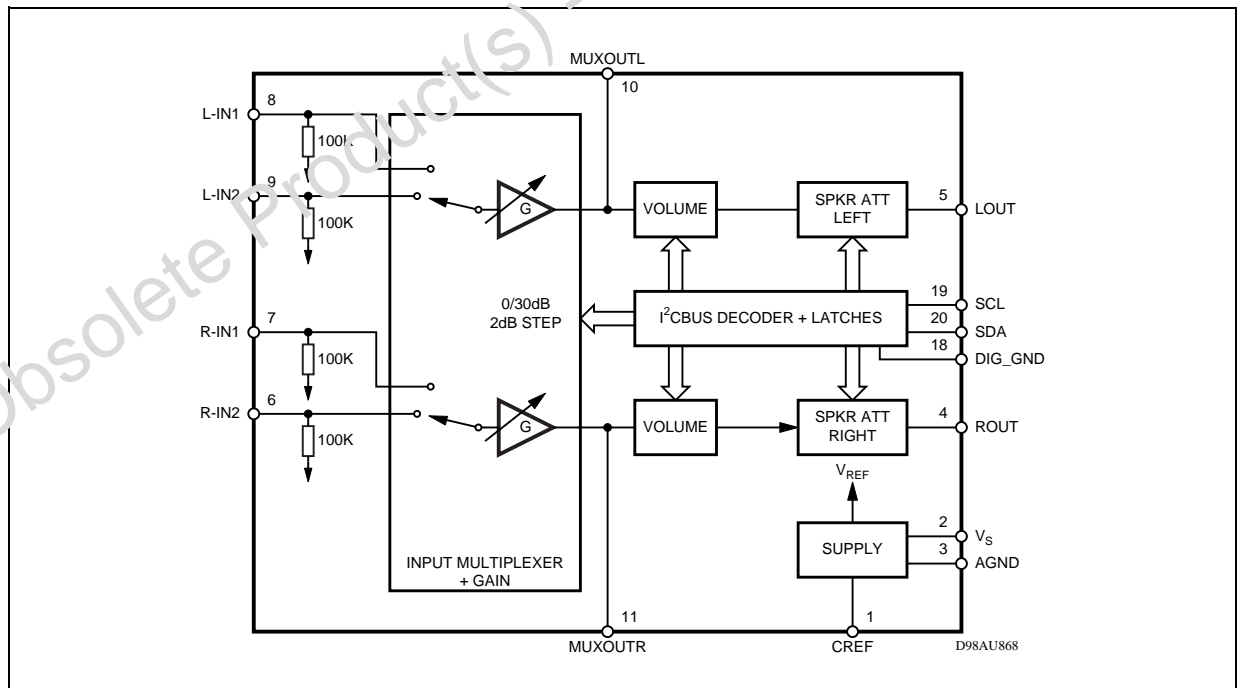 Obsolete Product(s)
MUXOUTL
10
L-IN1
8
100K
L-IN2
9
100K
G
VOLUME
SPKR ATT
LEFT
5
LOUT
0/30dB
2dB STEP
I²CBUS DECODER + LATCHES
19
SCL
20
SDA
18
DIG_GND
R-IN1
7
100K
R-IN2
6
100K
G
VOLUME
SPKR ATT
RIGHT
4
ROUT
VREF
SUPPLY
2
VS
3
AGND
INPUT MULTIPLEXER
+ GAIN
11
MUXOUTR
1
CREF
D98AU868